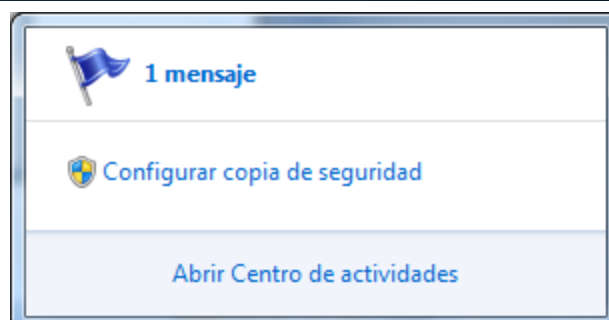 1 mensaje
Configurar copia de seguridad
Abrir Centro de actividades